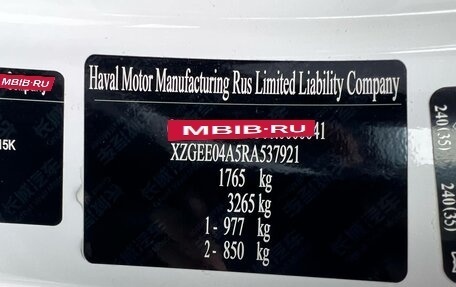 Haval Motor Manufacturing Rus Limited Liability Company
MBIB.RU
MBIB.RU
XZGEE04A5RA537921
1765 kg
3265 kg
1 - 977 kg
2 - 850 kg
15K
240(35)
240(35)